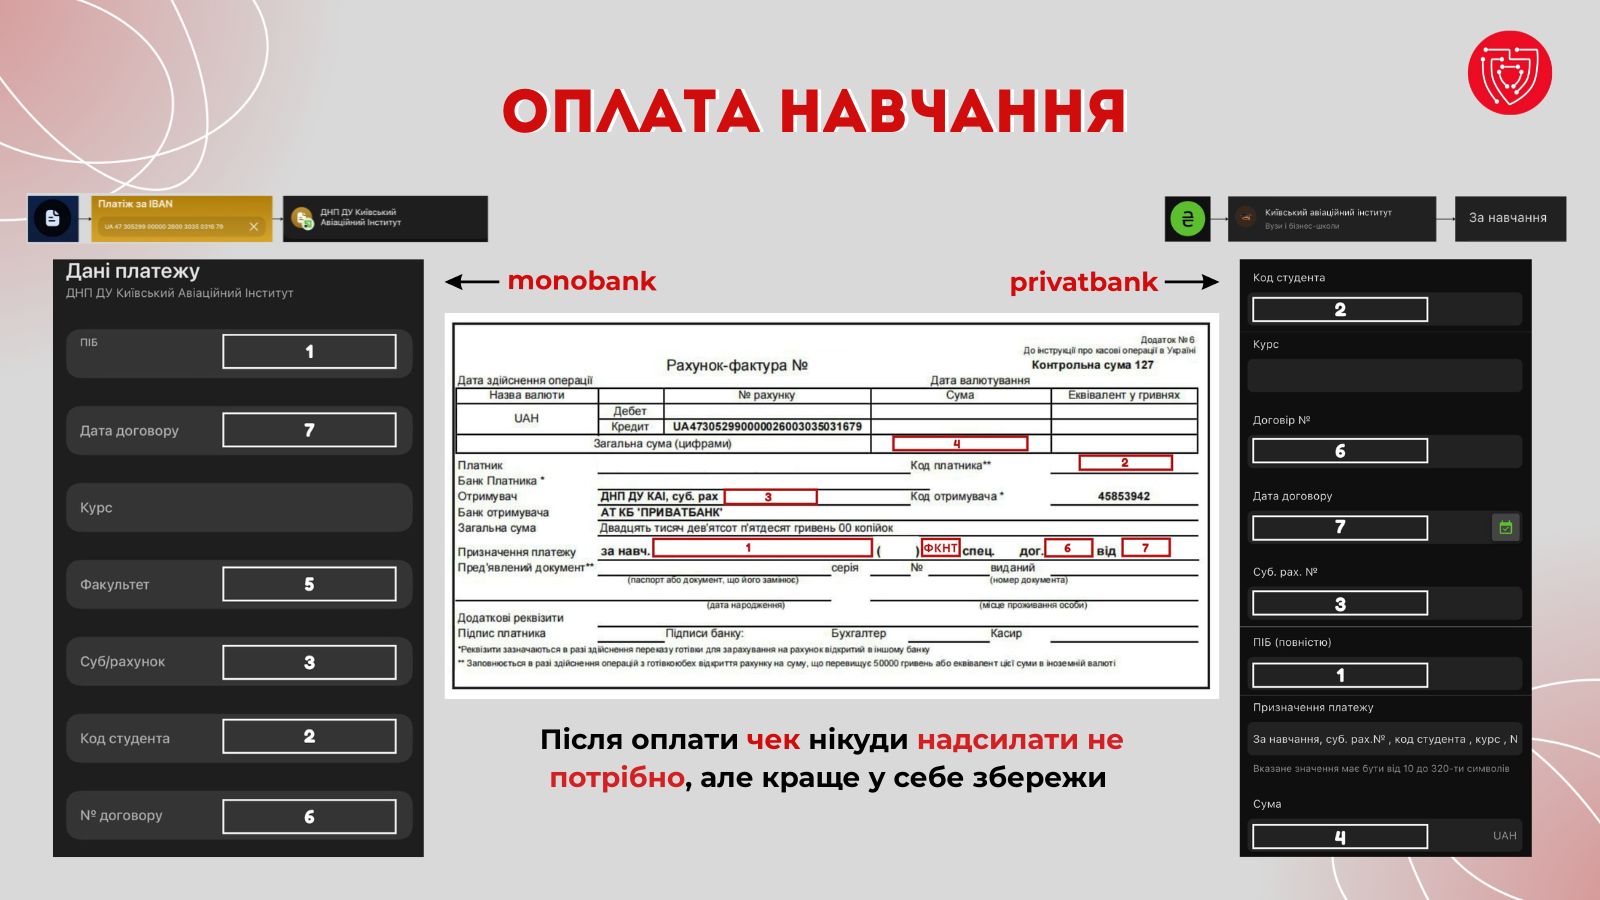 ОПЛАТА НАВЧАННЯ
Платіж за IBAN
UA 47 305299 00000 2600 3035 0316 79
ДНП ДУ Київський
Авіаційний Інститут
Київський авіаційний інститут
Вузи і бізнес-школи
За навчання
Дані платежу
ДНП ДУ Київський Авіаційний Інститут
ПІБ
1
Дата договору
7
Курс
Факультет
5
Суб/рахунок
3
Код студента
2
№ договору
6
monobank
privatbank
Додаток № 6
До інструкції про касові операції в Україні
Рахунок-фактура №
Контрольна сума 127
Дата здійснення операції Дата валютування
Назва валюти № рахунку Сума Еквівалент у гривнях
UAH
Дебет
Кредит UA473052990000026003035031679
Загальна сума (цифрами) 4
Платник Код платника** 2
Банк Платника *
Отримувач ДНП ДУ КАІ, суб. рах 3 Код отримувача * 45853942
Банк отримувача АТ КБ 'ПРИВАТБАНК'
Загальна сума Двадцять тисяч дев'ятсот п'ятдесят гривень 00 копійок
Призначення платежу за навч. 1 ( ) ФКНТ спец. дог. 6 від 7
Пред'явлений документ** серія № виданий
(паспорт або документ, що його замінює) (номер документа)
(дата народження) (місце проживання особи)
Додаткові реквізити
Підпис платника Підписи банку: Бухгалтер Касир
*Реквізити зазначаються в разі здійснення переказу готівки для зарахування на рахунок відкритий в іншому банку
** Заповнюється в разі здійснення операцій з готівкоюбех відкриття рахунку на суму, що перевищує 50000 гривень або еквівалент цієї суми в іноземній валюті
Після оплати чек нікуди надсилати не
потрібно, але краще у себе збережи
Код студента
2
Курс
Договір №
6
Дата договору
7
Суб. рах. №
3
ПІБ (повністю)
1
Призначення платежу
За навчання, суб. рах.№ , код студента , курс , N
Вказане значення має бути від 10 до 320-ти символів
Сума
4 UAH